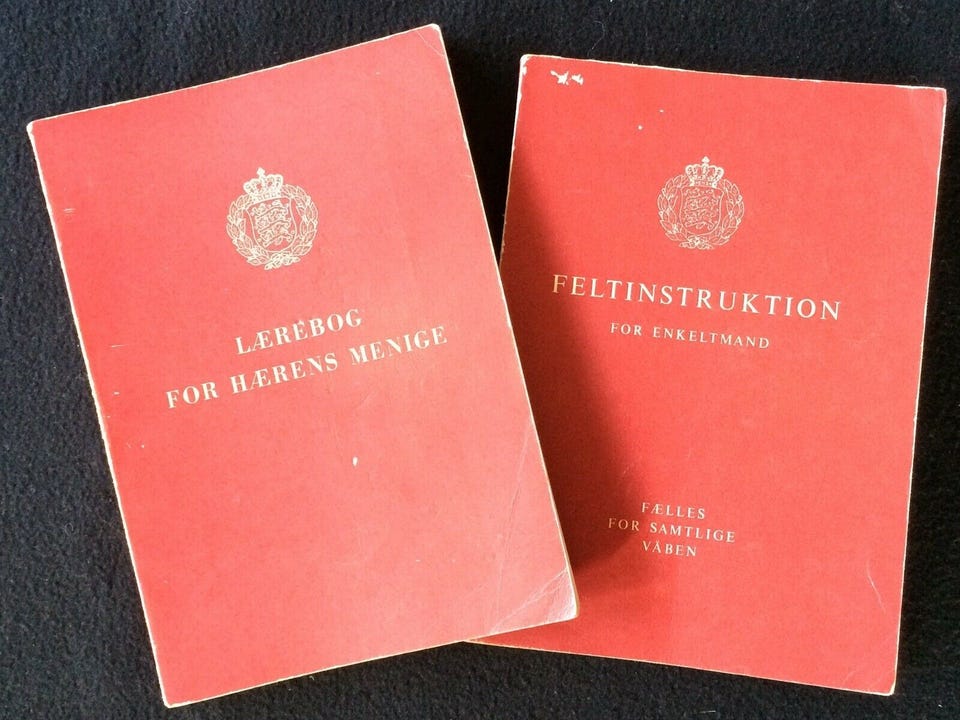 LÆREBOG
FOR HÆRENS MENIGE
FELTINSTRUKTION
FOR ENKELTMAND
FÆLLES
FOR SAMTLIGE
VÅBEN